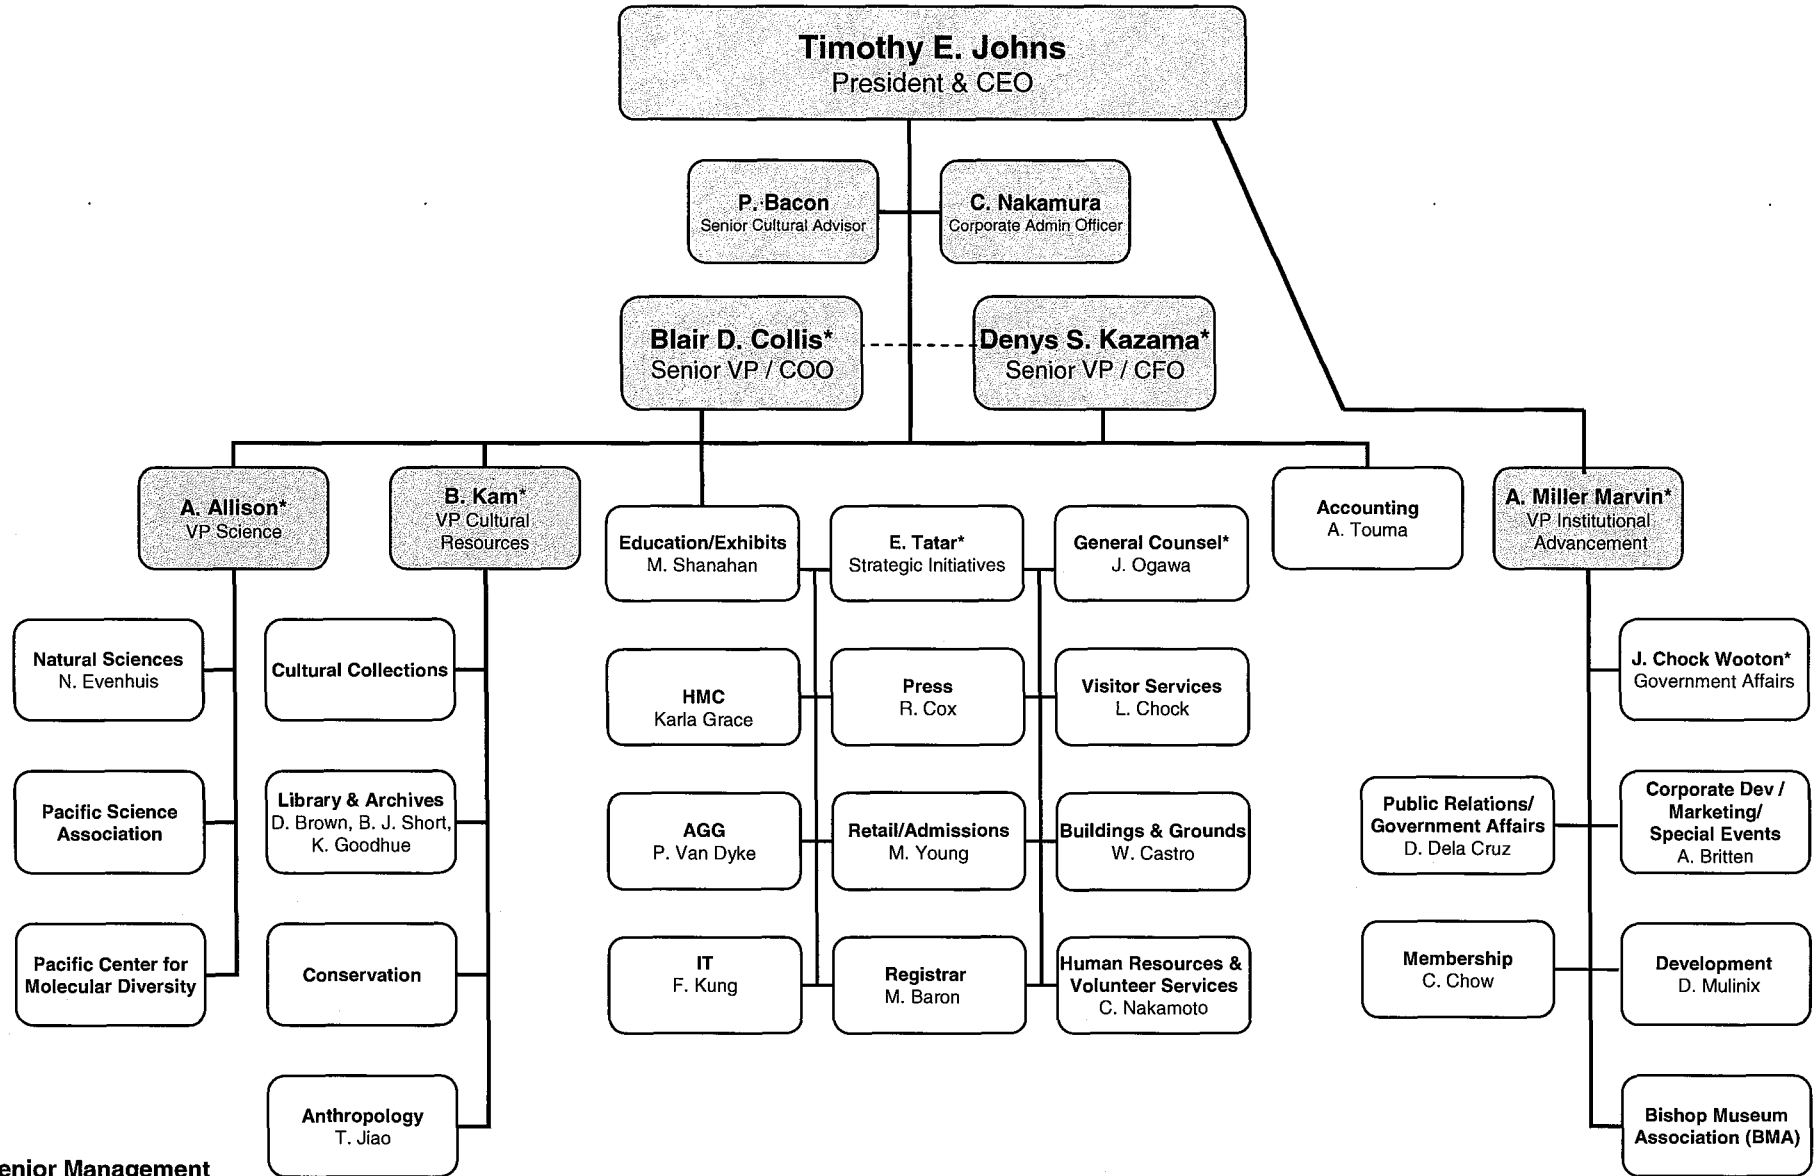 Timothy E. Johns
President & CEO
P. Bacon
Senior Cultural Advisor
C. Nakamura
Corporate Admin Officer
Blair D. Collis*
Senior VP / COO
Denys S. Kazama*
Senior VP / CFO
A. Allison*
VP Science
B. Kam*
VP Cultural
Resources
Education/Exhibits
M. Shanahan
E. Tatar*
Strategic Initiatives
General Counsel*
J. Ogawa
Accounting
A. Touma
A. Miller Marvin*
VP Institutional
Advancement
Natural Sciences
N. Evenhuis
Cultural Collections
HMC
Karla Grace
Press
R. Cox
Visitor Services
L. Chock
J. Chock Wooton*
Government Affairs
Pacific Science
Association
Library & Archives
D. Brown, B. J. Short,
K. Goodhue
AGG
P. Van Dyke
Retail/Admissions
M. Young
Buildings & Grounds
W. Castro
Public Relations/
Government Affairs
D. Dela Cruz
Corporate Dev /
Marketing/
Special Events
A. Britten
Pacific Center for
Molecular Diversity
Conservation
IT
F. Kung
Registrar
M. Baron
Human Resources &
Volunteer Services
C. Nakamoto
Membership
C. Chow
Development
D. Mulinix
Anthropology
T. Jiao
Bishop Museum
Association (BMA)
Management